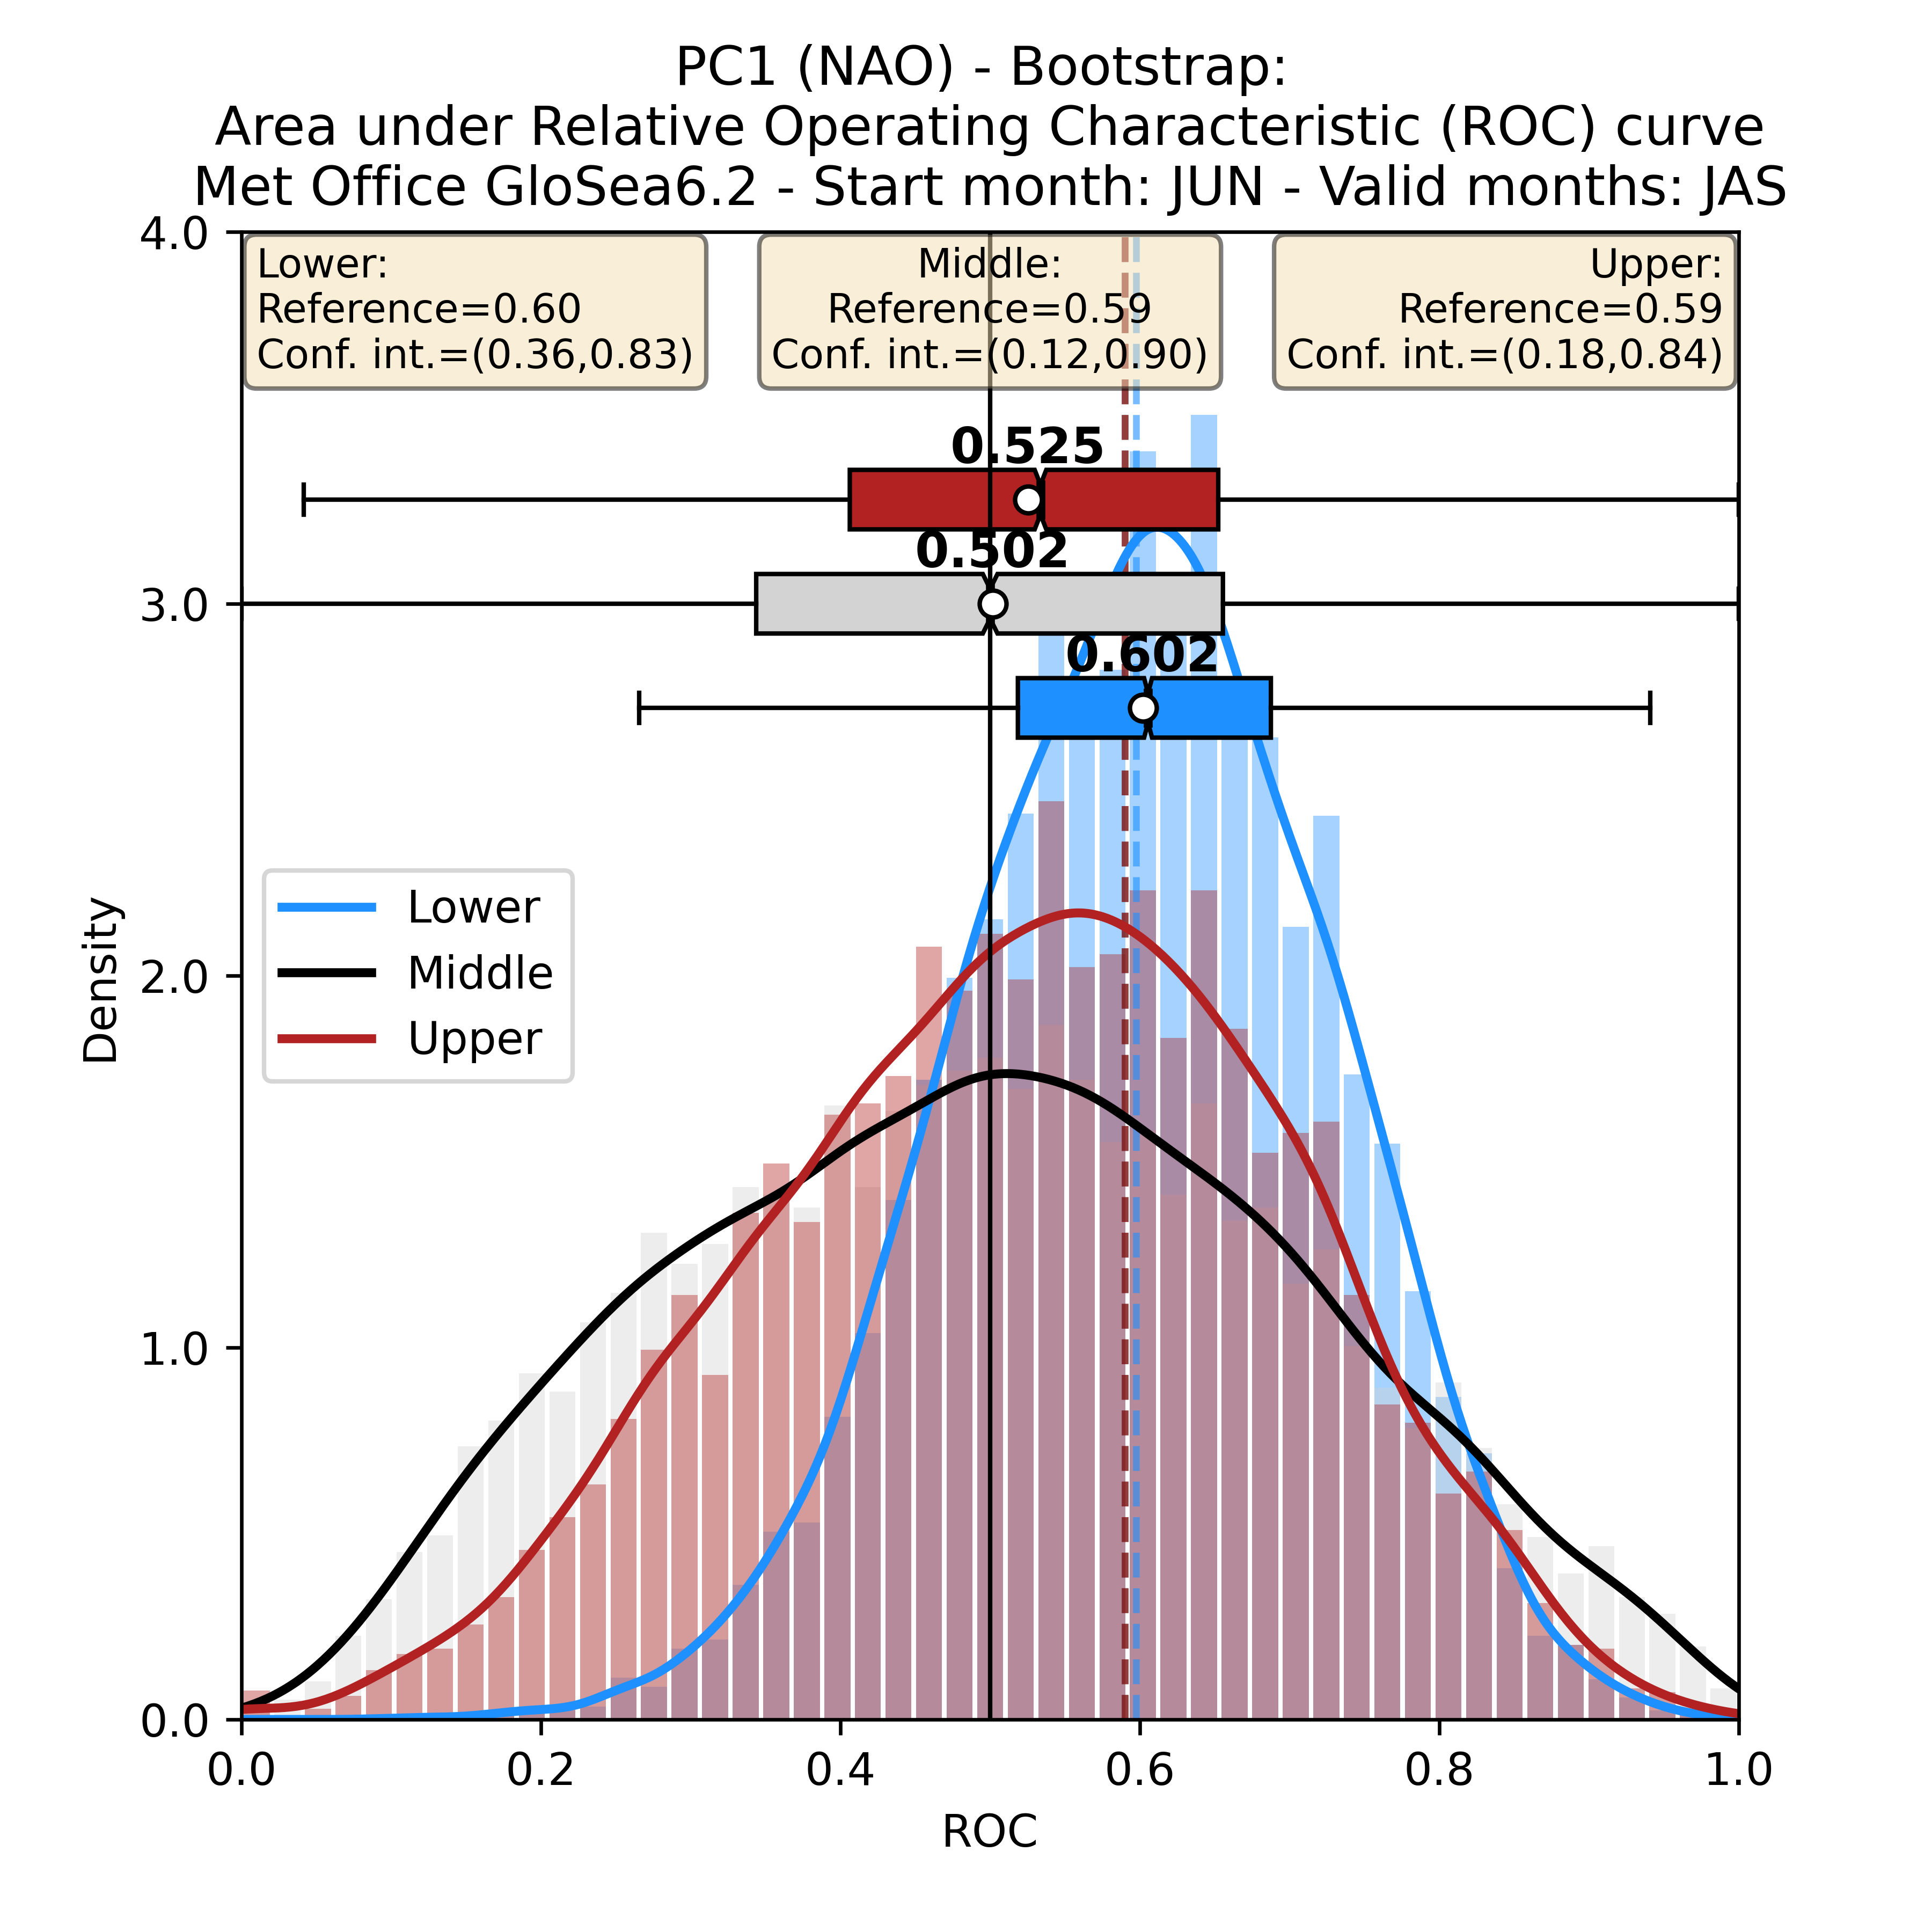 PC1 (NAO) - Bootstrap:
Area under Relative Operating Characteristic (ROC) curve
Met Office GloSea6.2 - Start month: JUN - Valid months: JAS
Lower:
Reference=0.60
Conf. int.=(0.36,0.83)
Middle:
Reference=0.59
Conf. int.=(0.12,0.90)
Upper:
Reference=0.59
Conf. int.=(0.18,0.84)
0.525
0.502
0.602
Lower
Middle
Upper
Density
4.0
3.0
2.0
1.0
0.0
0.0 0.2 0.4 0.6 0.8 1.0
ROC